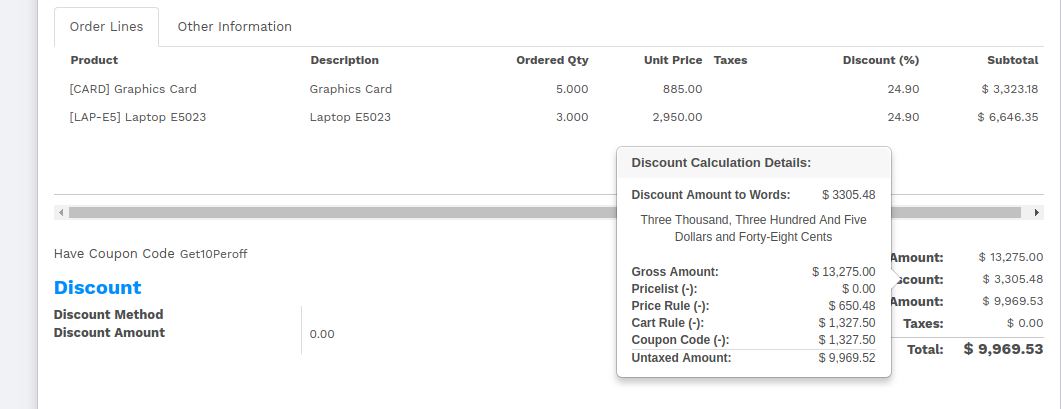 Order Lines Other Information
Product Description Ordered Qty Unit Price Taxes Discount (%) Subtotal
[CARD] Graphics Card Graphics Card 5.000 885.00 24.90 $ 3,323.18
[LAP-E5] Laptop E5023 Laptop E5023 3.000 2,950.00 24.90 $ 6,646.35
Discount Calculation Details:
Discount Amount to Words: $ 3305.48
Three Thousand, Three Hundred And Five
Dollars and Forty-Eight Cents
Gross Amount: $ 13,275.00
Pricelist (-): $ 0.00
Price Rule (-): $ 650.48
Cart Rule (-): $ 1,327.50
Coupon Code (-): $ 1,327.50
Untaxed Amount: $ 9,969.52
Have Coupon Code Get10Peroff
Discount
Discount Method
Discount Amount 0.00
Amount: $ 13,275.00
scount: $ 3,305.48
Amount: $ 9,969.53
Taxes: $ 0.00
Total: $ 9,969.53